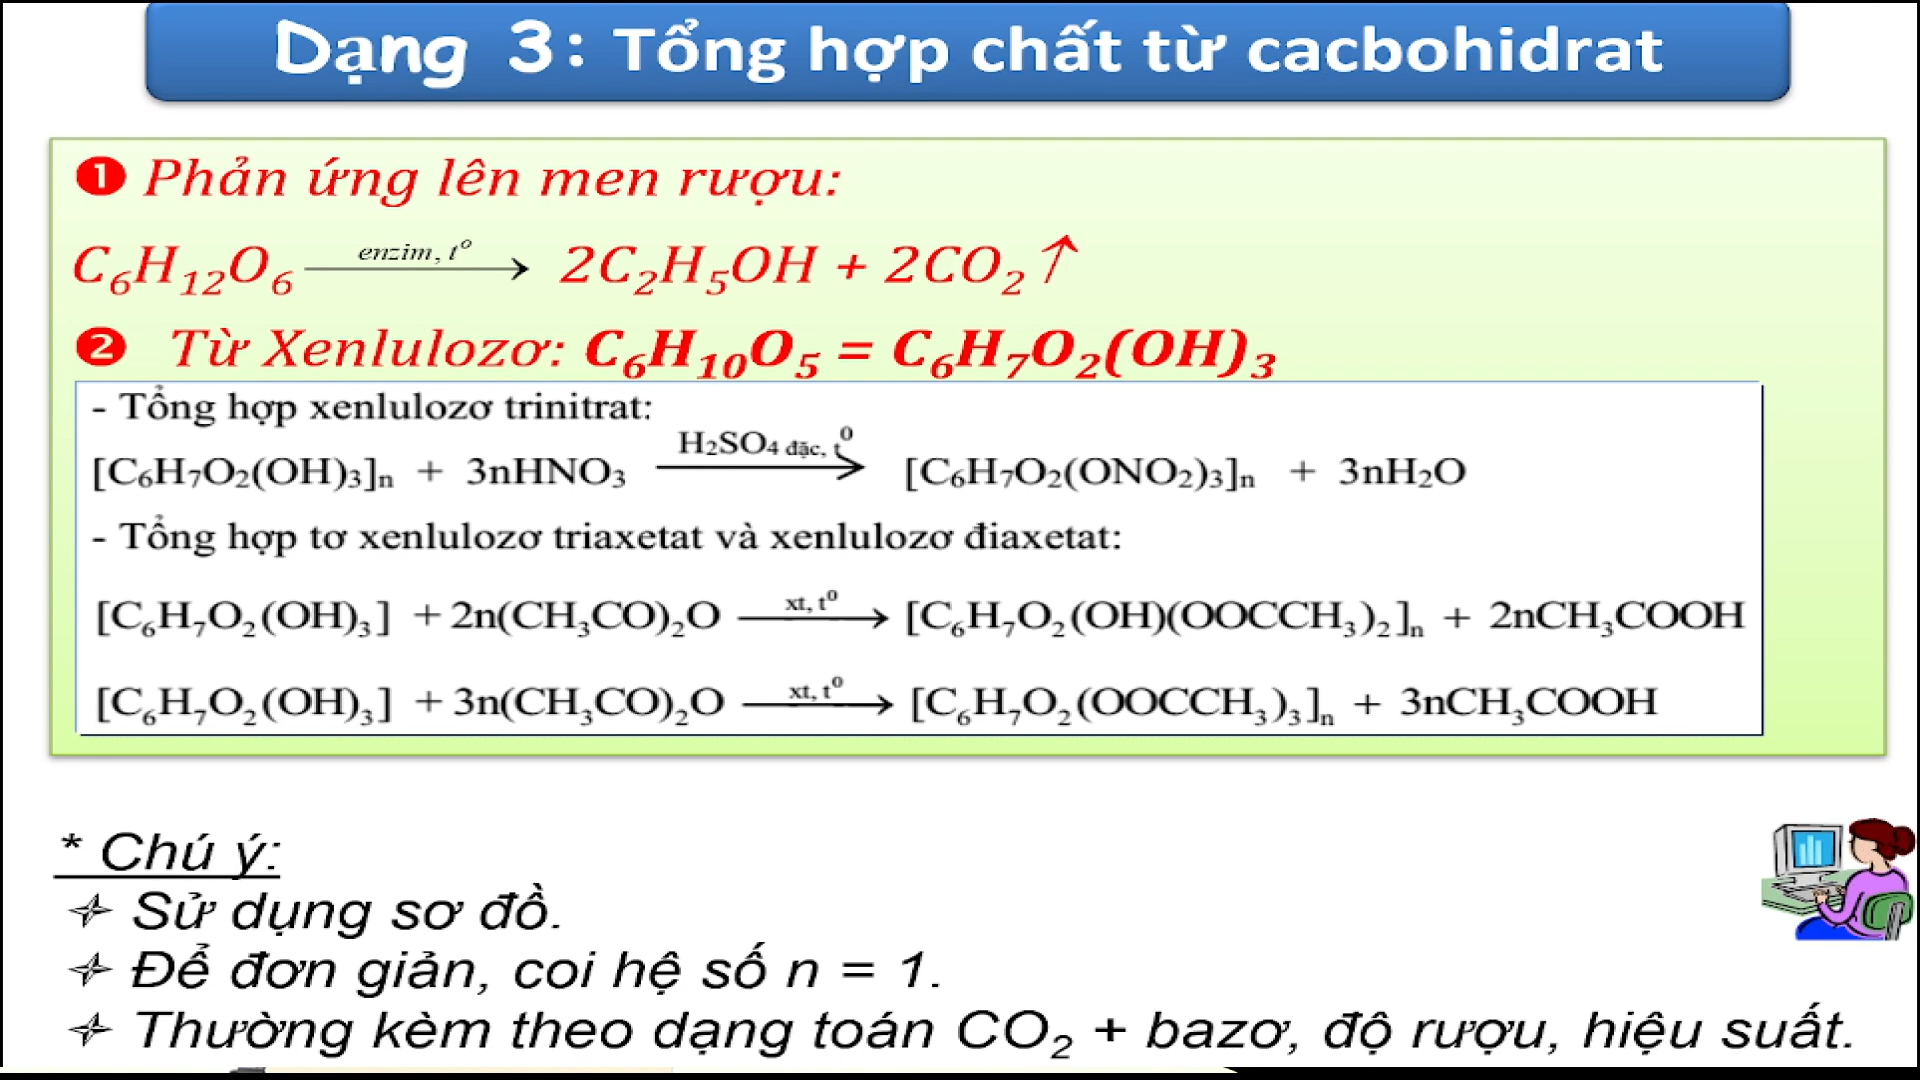 Dạng 3: Tổng hợp chất từ cacbohidrat
❶ Phản ứng lên men rượu:
C₆H₁₂O₆ enzim, t⁰ → 2C₂H₅OH + 2CO₂↑
❷ Từ Xenlulozơ: C₆H₁₀O₅ = C₆H₇O₂(OH)₃
- Tổng hợp xenlulozơ trinitrat:
[C₆H₇O₂(OH)₃]ₙ + 3nHNO₃ H₂SO₄ đặc, t⁰ → [C₆H₇O₂(ONO₂)₃]ₙ + 3nH₂O
- Tổng hợp tơ xenlulozơ triaxetat và xenlulozơ điaxetat:
[C₆H₇O₂(OH)₃] + 2n(CH₃CO)₂O xt, t⁰ → [C₆H₇O₂(OH)(OOCCH₃)₂]ₙ + 2nCH₃COOH
[C₆H₇O₂(OH)₃] + 3n(CH₃CO)₂O xt, t⁰ → [C₆H₇O₂(OOCCH₃)₃]ₙ + 3nCH₃COOH
* Chú ý:
✧ Sử dụng sơ đồ.
✧ Để đơn giản, coi hệ số n = 1.
✧ Thường kèm theo dạng toán CO₂ + bazơ, độ rượu, hiệu suất.